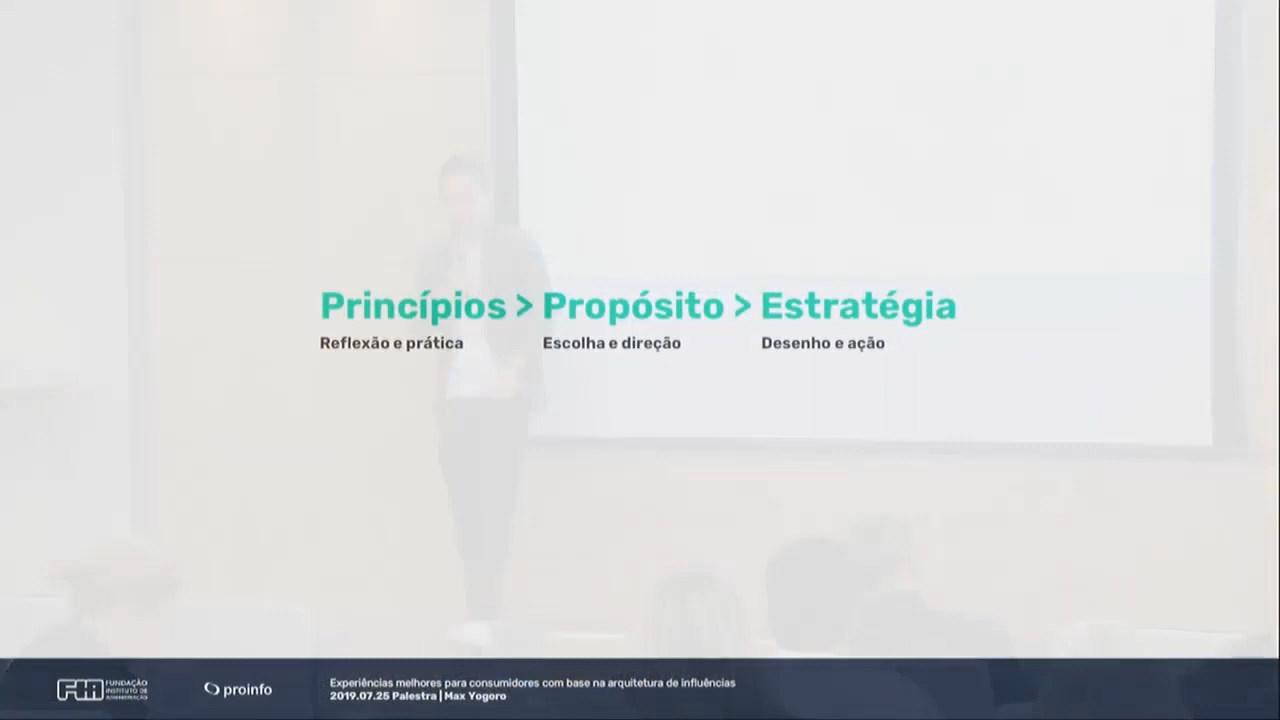 Princípios > Propósito > Estratégia
Reflexão e prática Escolha e direção Desenho e ação
FIA FUNDAÇÃO
INSTITUTO DE
ADMINISTRAÇÃO
proinfo
Experiências melhores para consumidores com base na arquitetura de influências
2019.07.25 Palestra | Max Yogoro